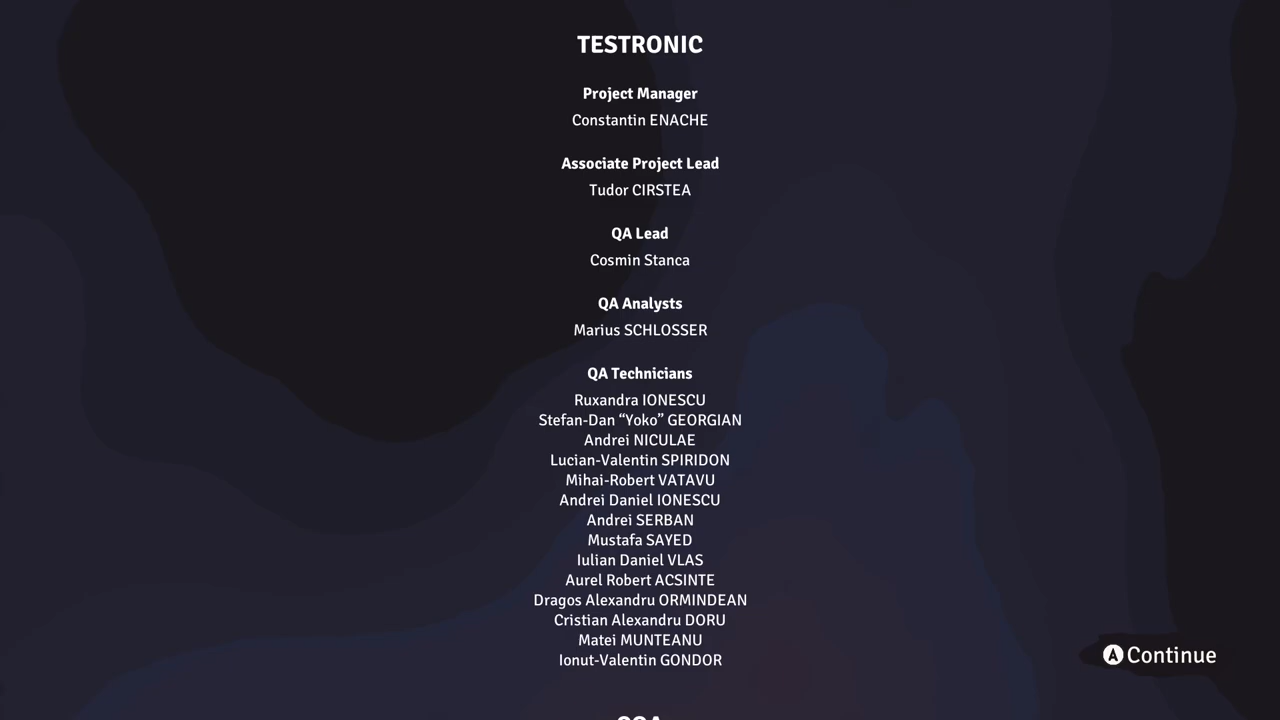 TESTRONIC
Project Manager
Constantin ENACHE
Associate Project Lead
Tudor CIRSTEA
QA Lead
Cosmin Stanca
QA Analysts
Marius SCHLOSSER
QA Technicians
Ruxandra IONESCU
Stefan-Dan “Yoko” GEORGIAN
Andrei NICULAE
Lucian-Valentin SPIRIDON
Mihai-Robert VATAVU
Andrei Daniel IONESCU
Andrei SERBAN
Mustafa SAYED
Iulian Daniel VLAS
Aurel Robert ACSINTE
Dragos Alexandru ORMINDEAN
Cristian Alexandru DORU
Matei MUNTEANU
Ionut-Valentin GONDOR
A Continue